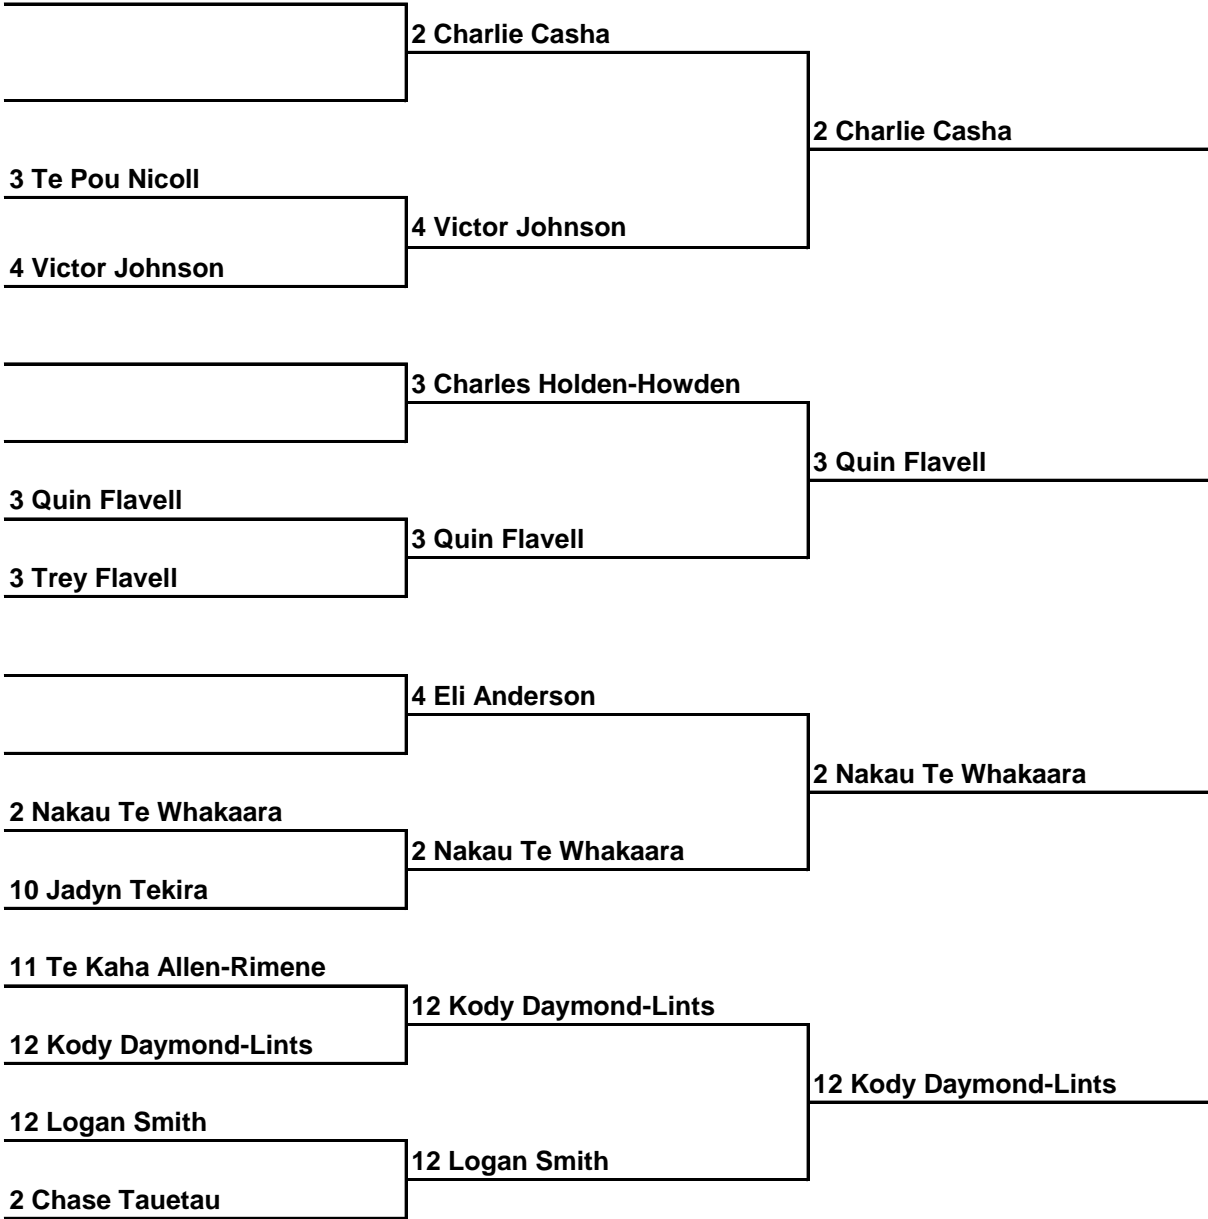 2 Charlie Casha
2 Charlie Casha
3 Te Pou Nicoll
4 Victor Johnson
4 Victor Johnson
3 Charles Holden-Howden
3 Quin Flavell
3 Quin Flavell
3 Quin Flavell
3 Trey Flavell
4 Eli Anderson
2 Nakau Te Whakaara
2 Nakau Te Whakaara
2 Nakau Te Whakaara
10 Jadyn Tekira
11 Te Kaha Allen-Rimene
12 Kody Daymond-Lints
12 Kody Daymond-Lints
12 Kody Daymond-Lints
12 Logan Smith
12 Logan Smith
2 Chase Tauetau